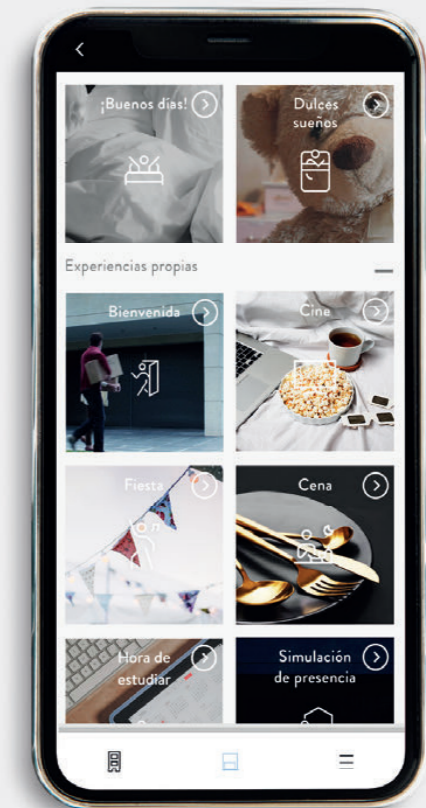 ¡Buenos días!
Dulces
sueños
Experiencias propias
Bienvenida
Cine
Fiesta
Cena
Hora de
estudiar
Simulación
de presencia